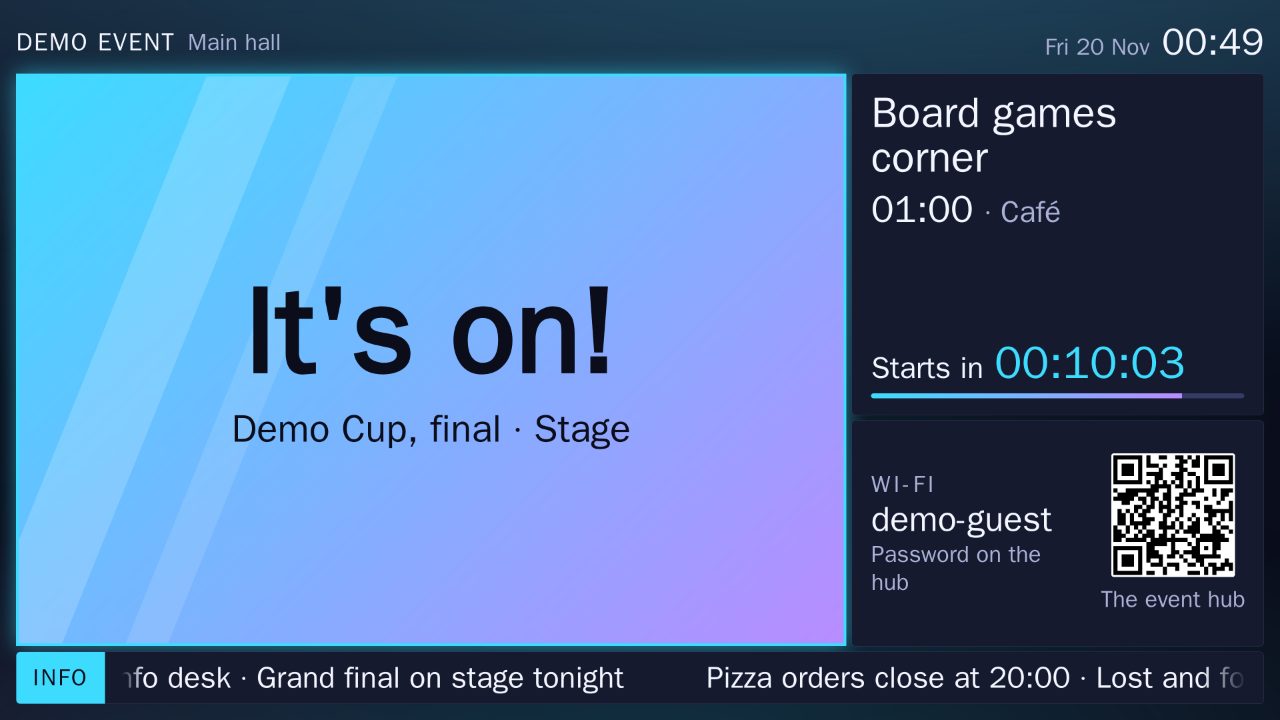 DEMO EVENT Main hall
Fri 20 Nov 00:49
It's on!
Demo Cup, final · Stage
Board games
corner
01:00 · Café
Starts in 00:10:03
WI-FI
demo-guest
Password on the
hub
The event hub
INFO
desk · Grand final on stage tonight
Pizza orders close at 20:00 · Lost and